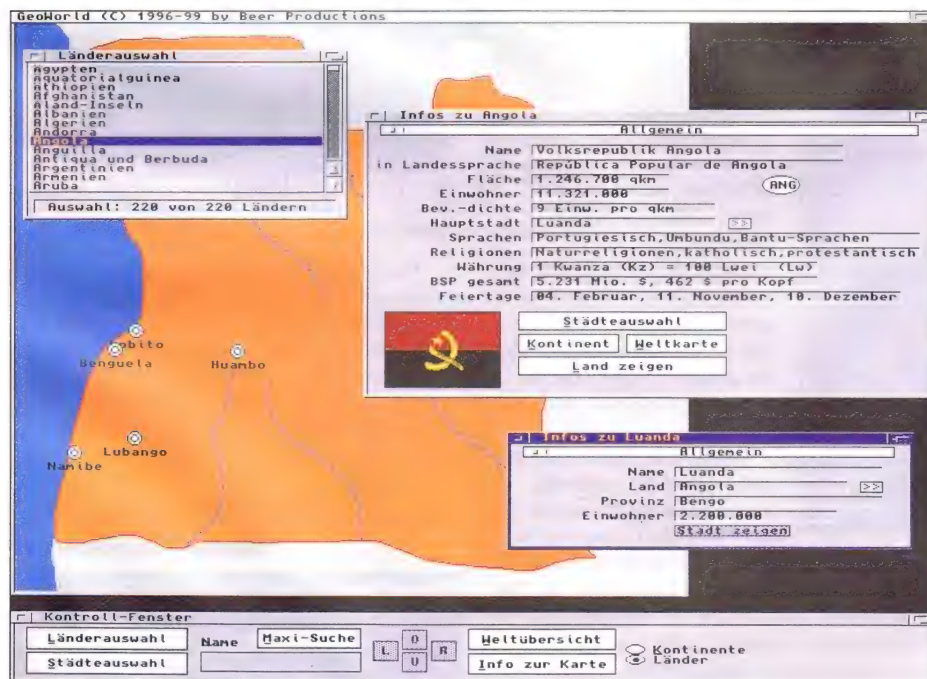 GeoWorld (C) 1996-99 by Beer Productions
Länderauswahl
Ägypten
Äquatorialguinea
Äthiopien
Afghanistan
Aland-Inseln
Albanien
Algerien
Andorra
Angola
Anguilla
Antiqua und Berbuda
Argentinien
Armenien
Aruba
Auswahl: 220 von 220 Ländern
Infos zu Angola
Allgemein
Name Volksrepublik Angola
in Landessprache República Popular de Angola
Fläche 1.246.700 qkm
Einwohner 11.321.000
ANG
Bev.-dichte 9 Einw. pro qkm
Hauptstadt Luanda >>
Sprachen Portugiesisch,Umbundu,Bantu-Sprachen
Religionen Naturreligionen,katholisch,protestantisch
Währung 1 Kwanza (Kz) = 100 Lwei (Lw)
BSP gesamt 5.231 Mio. $, 462 $ pro Kopf
Feiertage 04. Februar, 11. November, 10. Dezember
Städteauswahl
Kontinent Weltkarte
Land zeigen
Lobito
Benguela
Huambo
Lubango
Namibe
Infos zu Luanda
Allgemein
Name Luanda
Land Angola >>
Provinz Bengo
Einwohner 2.200.000
Stadt zeigen
Kontroll-Fenster
Länderauswahl
Städteauswahl
Name Maxi-Suche
L O R
U
Weltübersicht
Info zur Karte
Kontinente
Länder